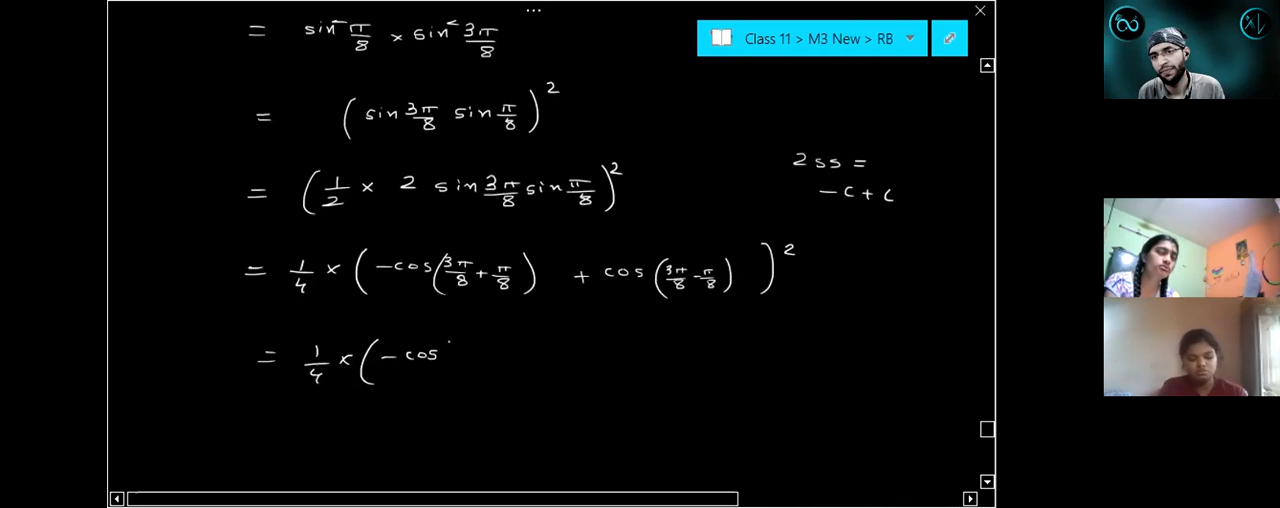 = sin² π/8 × sin² 3π/8
Class 11 > M3 New > RB
= (sin 3π/8 sin π/8)²
2 s s =
- c + c
= (1/2 × 2 sin 3π/8 sin π/8)²
= 1/4 × (-cos(3π/8 + π/8) + cos(3π/8 - π/8))²
= 1/4 × (-cos